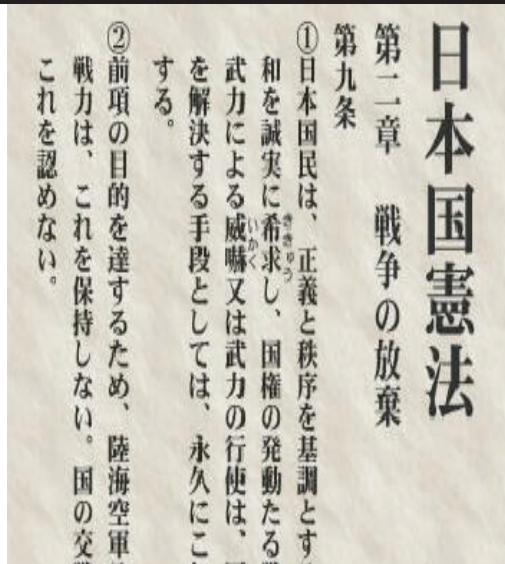 日本国憲法
第二章　戦争の放棄
第九条
①日本国民は、正義と秩序を基調とす
和を誠実に希求し、国権の発動たる戦
武力による威嚇又は武力の行使は、国
を解決する手段としては、永久にこれ
する。
②前項の目的を達するため、陸海空軍
戦力は、これを保持しない。国の交戦
これを認めない。